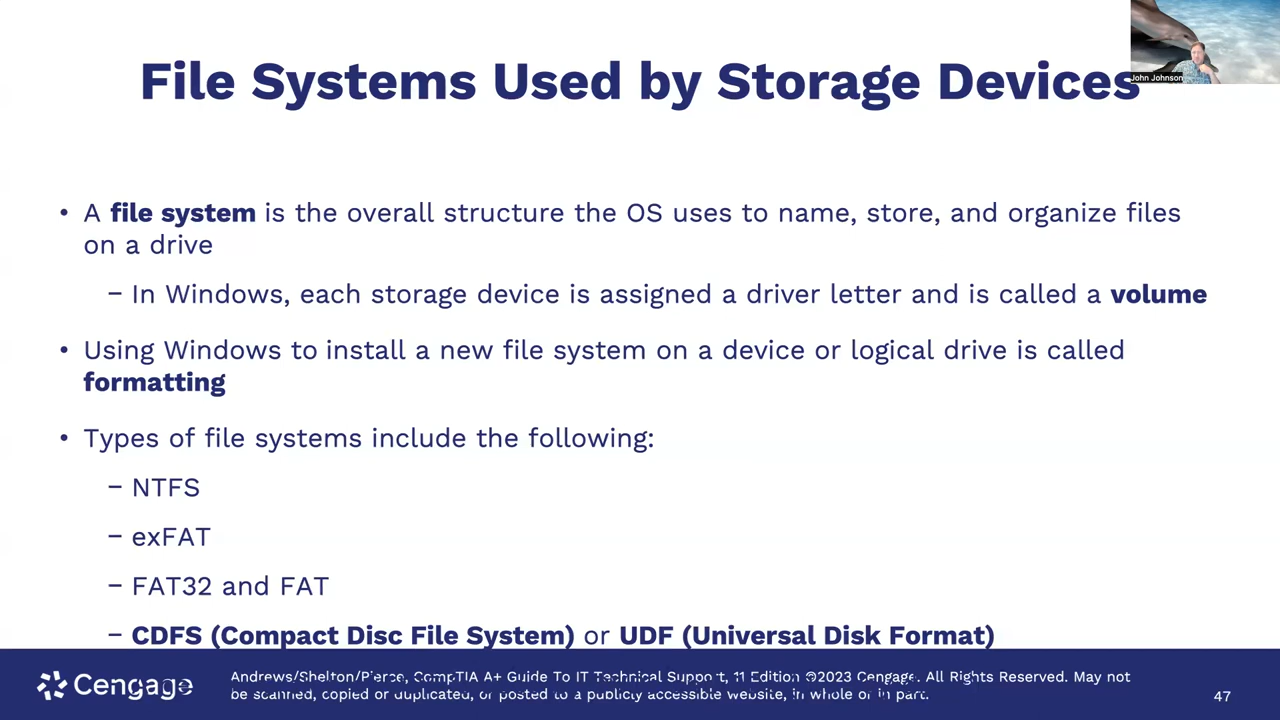 File Systems Used by Storage Devices
John Johnson
• A file system is the overall structure the OS uses to name, store, and organize files
on a drive
– In Windows, each storage device is assigned a driver letter and is called a volume
• Using Windows to install a new file system on a device or logical drive is called
formatting
• Types of file systems include the following:
– NTFS
– exFAT
– FAT32 and FAT
– CDFS (Compact Disc File System) or UDF (Universal Disk Format)
Cengage
Andrews/Shelton/Pierce, CompTIA A+ Guide To IT Technical Support, 11 Edition ©2023 Cengage. All Rights Reserved. May not
be scanned, copied or duplicated, or posted to a publicly accessible website, in whole or in part.
47